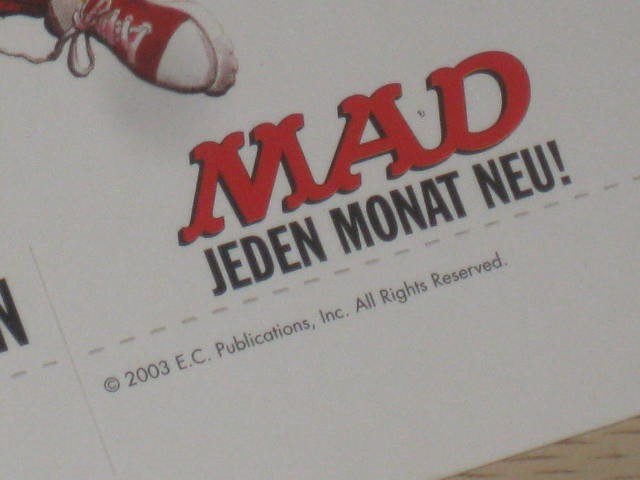 MAD
JEDEN MONAT NEU!
N
© 2003 E.C. Publications, Inc. All Rights Reserved.